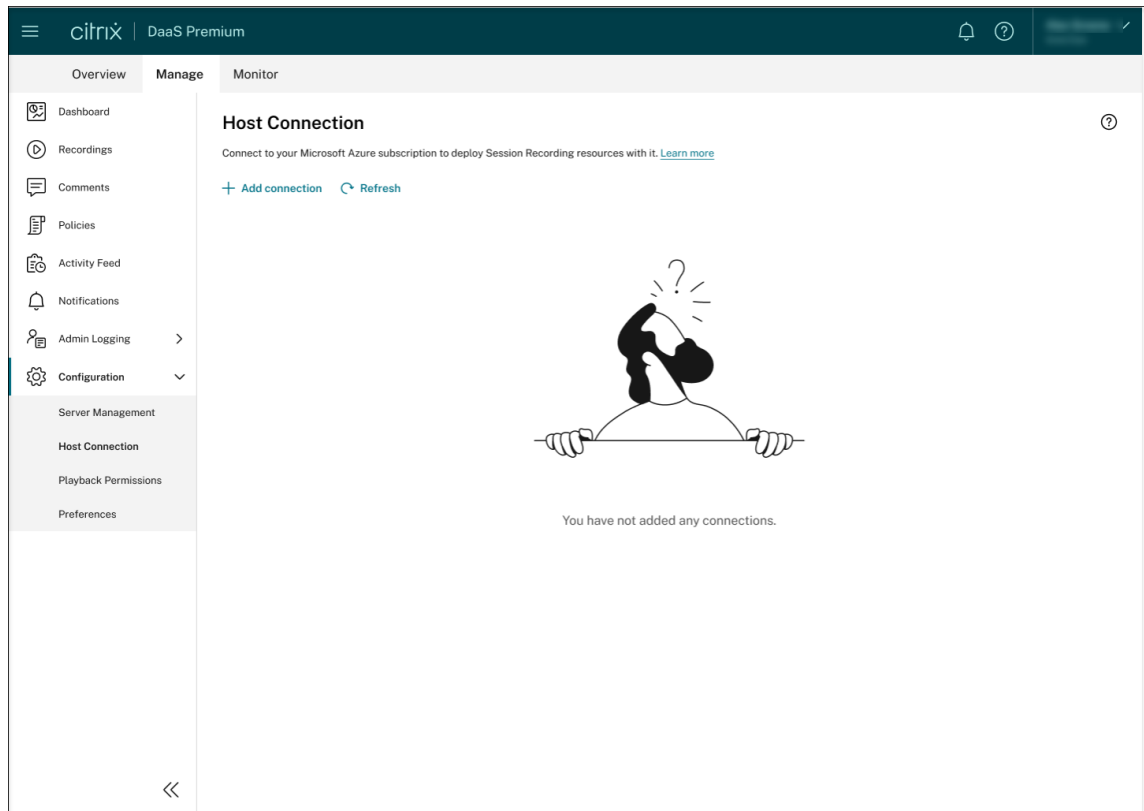 citrix DaaS Premium
Overview Manage Monitor
Dashboard
Recordings
Comments
Policies
Activity Feed
Notifications
Admin Logging
Configuration
Server Management
Host Connection
Playback Permissions
Preferences
Host Connection
Connect to your Microsoft Azure subscription to deploy Session Recording resources with it. Learn more
Add connection Refresh
You have not added any connections.